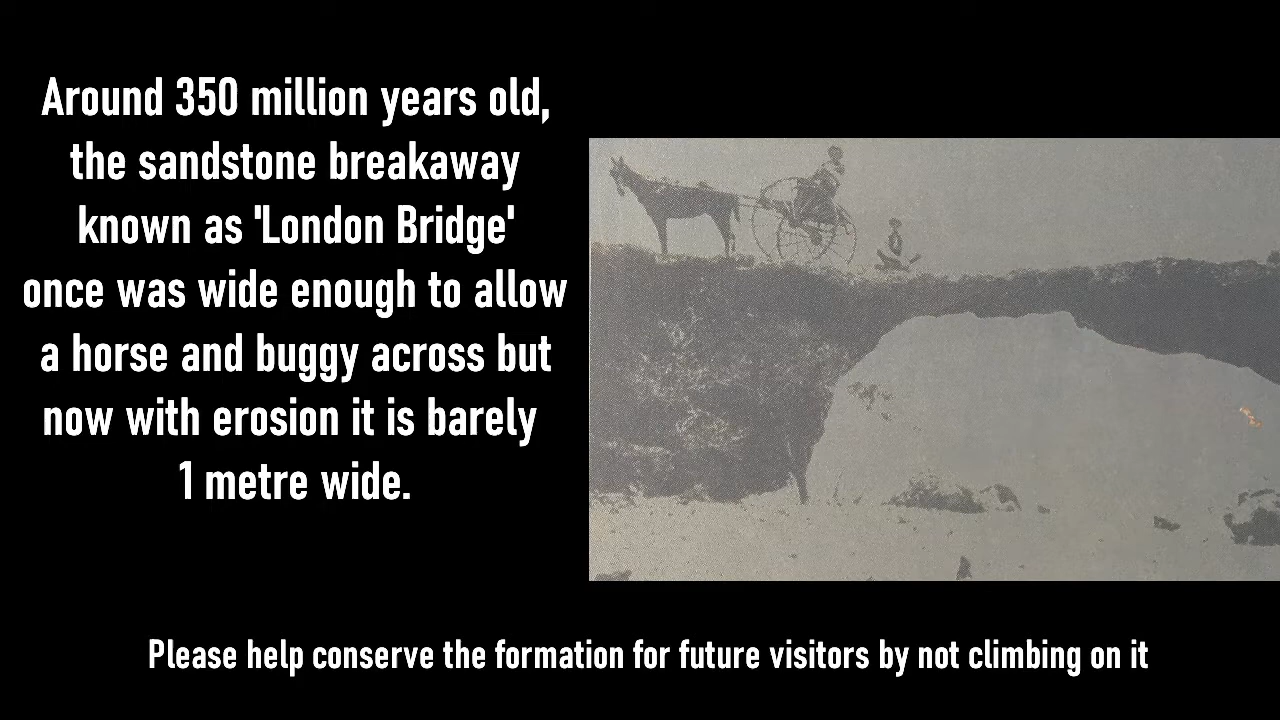 Around 350 million years old,
the sandstone breakaway
known as 'London Bridge'
once was wide enough to allow
a horse and buggy across but
now with erosion it is barely
1 metre wide.
Please help conserve the formation for future visitors by not climbing on it